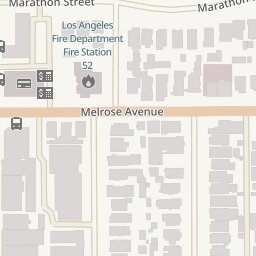 Marathon Street
Marathon
Los Angeles
Fire Department
Fire Station
52
Melrose Avenue